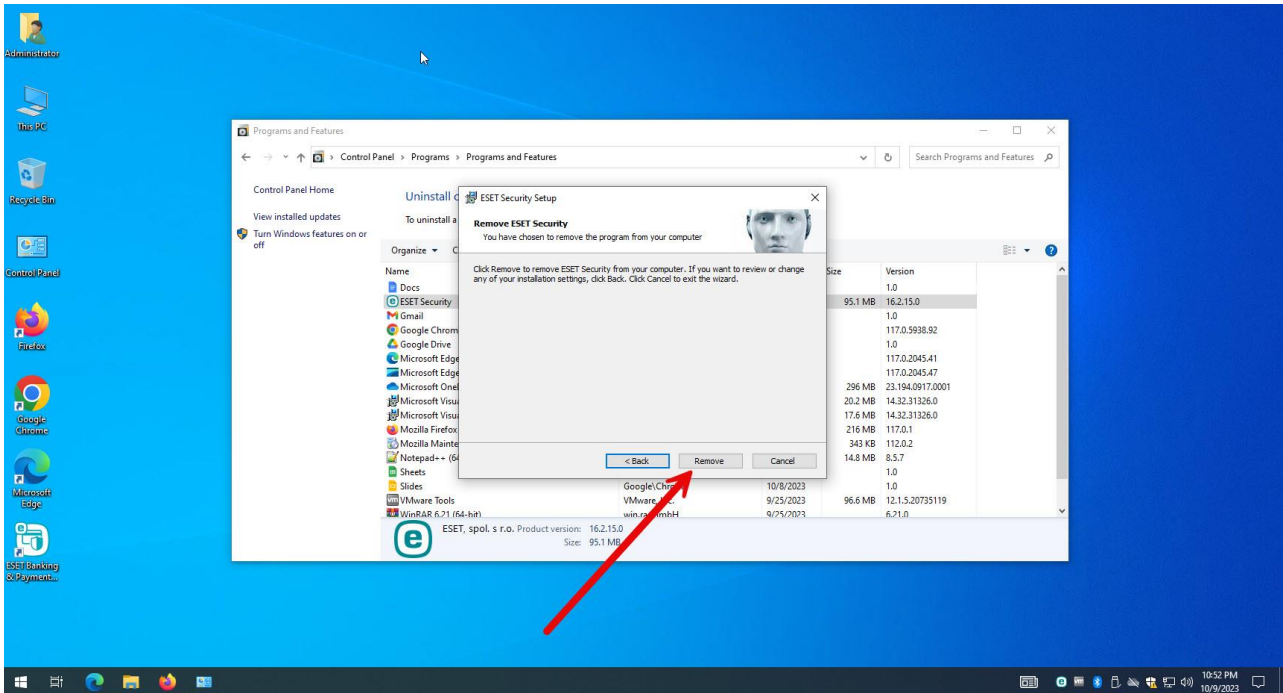 Administrator
This PC
Recycle Bin
Control Panel
Firefox
Google
Chrome
Microsoft
Edge
ESET Banking
& Payment...
Programs and Features
Control Panel > Programs > Programs and Features
Search Programs and Features
Control Panel Home
View installed updates
Turn Windows features on or
off
Uninstall
To uninstall a
Organize
Name Size Version
Docs 1.0
ESET Security 95.1 MB 16.2.15.0
Gmail 1.0
Google Chrom 117.0.5938.92
Google Drive 1.0
Microsoft Edge 117.0.2045.41
Microsoft Edge 117.0.2045.47
Microsoft One 296 MB 23.194.0917.0001
Microsoft Visu 20.2 MB 14.32.31326.0
Microsoft Visu 17.6 MB 14.32.31326.0
Mozilla Firefox 216 MB 117.0.1
Mozilla Mainte 343 KB 112.0.2
Notepad++ (64 14.8 MB 8.5.7
Sheets 1.0
Slides Google\Chr 10/8/2023 1.0
VMware Tools VMware, 9/25/2023 96.6 MB 12.1.5.20735119
WinRAR 6.21 (64-bit) 9/25/2023 6.21.0
ESET Security Setup
Remove ESET Security
You have chosen to remove the program from your computer
Click Remove to remove ESET Security from your computer. If you want to review or change
any of your installation settings, click Back. Click Cancel to exit the wizard.
< Back Remove Cancel
e
ESET, spol. s r.o. Product version: 16.2.15.0
Size: 95.1 MB
10:52 PM
10/9/2023